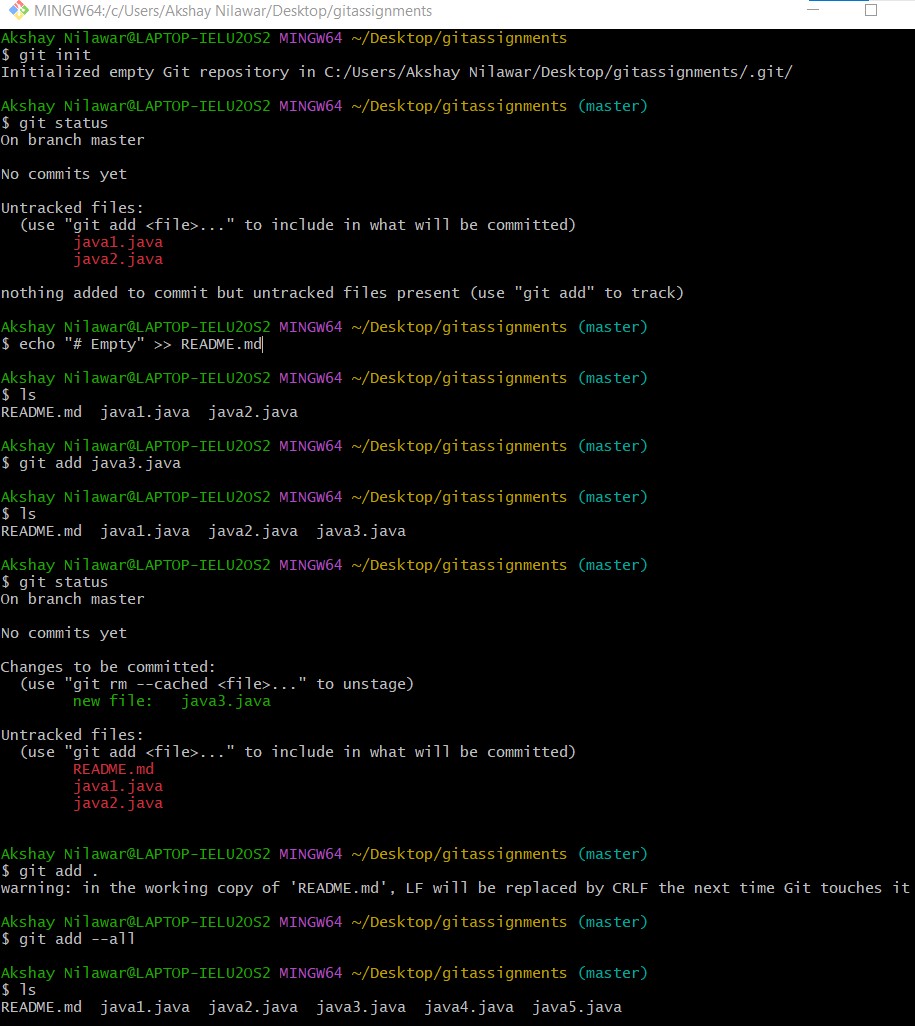 MINGW64:/c/Users/Akshay Nilawar/Desktop/gitassignments
Akshay Nilawar@LAPTOP-IELU2OS2 MINGW64 ~/Desktop/gitassignments
$ git init
Initialized empty Git repository in C:/Users/Akshay Nilawar/Desktop/gitassignments/.git/
Akshay Nilawar@LAPTOP-IELU2OS2 MINGW64 ~/Desktop/gitassignments (master)
$ git status
On branch master
No commits yet
Untracked files:
(use "git add <file>..." to include in what will be committed)
java1.java
java2.java
nothing added to commit but untracked files present (use "git add" to track)
Akshay Nilawar@LAPTOP-IELU2OS2 MINGW64 ~/Desktop/gitassignments (master)
$ echo "# Empty" >> README.md
Akshay Nilawar@LAPTOP-IELU2OS2 MINGW64 ~/Desktop/gitassignments (master)
$ ls
README.md java1.java java2.java
Akshay Nilawar@LAPTOP-IELU2OS2 MINGW64 ~/Desktop/gitassignments (master)
$ git add java3.java
Akshay Nilawar@LAPTOP-IELU2OS2 MINGW64 ~/Desktop/gitassignments (master)
$ ls
README.md java1.java java2.java java3.java
Akshay Nilawar@LAPTOP-IELU2OS2 MINGW64 ~/Desktop/gitassignments (master)
$ git status
On branch master
No commits yet
Changes to be committed:
(use "git rm --cached <file>..." to unstage)
new file: java3.java
Untracked files:
(use "git add <file>..." to include in what will be committed)
README.md
java1.java
java2.java
Akshay Nilawar@LAPTOP-IELU2OS2 MINGW64 ~/Desktop/gitassignments (master)
$ git add .
warning: in the working copy of 'README.md', LF will be replaced by CRLF the next time Git touches it
Akshay Nilawar@LAPTOP-IELU2OS2 MINGW64 ~/Desktop/gitassignments (master)
$ git add --all
Akshay Nilawar@LAPTOP-IELU2OS2 MINGW64 ~/Desktop/gitassignments (master)
$ ls
README.md java1.java java2.java java3.java java4.java java5.java